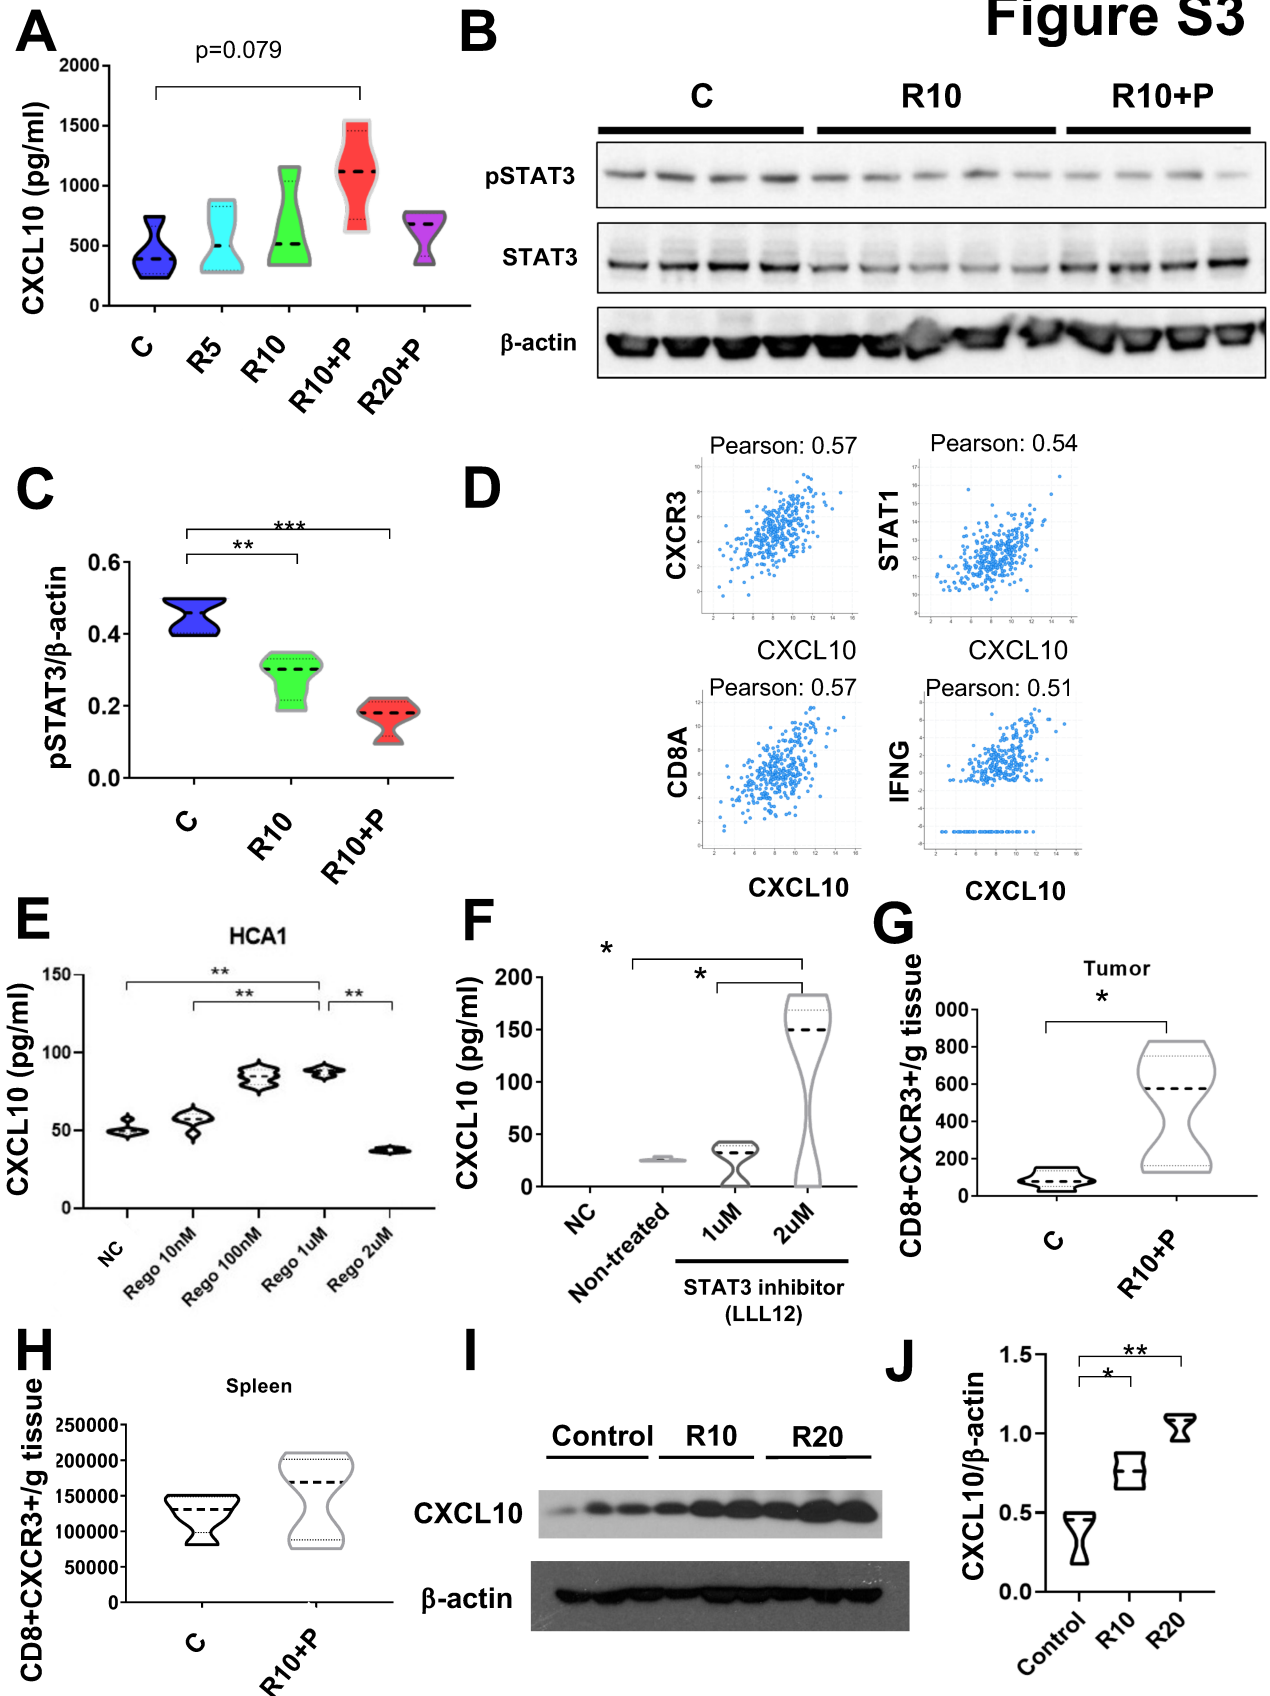 Figure S3
A
p=0.079
CXCL10 (pg/ml)
2000
1500
1000
500
0
C
R5
R10
R10+P
R20+P
B
C
R10
R10+P
pSTAT3
STAT3
β-actin
C
***
**
pSTAT3/β-actin
0.6
0.4
0.2
0.0
C
R10
R10+P
D
Pearson: 0.57
CXCR3
CXCL10
Pearson: 0.54
STAT1
CXCL10
Pearson: 0.57
CD8A
CXCL10
Pearson: 0.51
IFNG
CXCL10
E
HCA1
**
** **
CXCL10 (pg/ml)
150
100
50
0
NC
Rego 10nM
Rego 100nM
Rego 1uM
Rego 2uM
F
*
*
CXCL10 (pg/ml)
200
150
100
50
0
NC
Non-treated
1uM
2uM
STAT3 inhibitor
(LLL12)
G
Tumor
*
CD8+CXCR3+/g tissue
000
800
600
400
200
0
C
R10+P
H
Spleen
CD8+CXCR3+/g tissue
250000
200000
150000
100000
50000
0
C
R10+P
I
Control
R10
R20
CXCL10
β-actin
J
**
*
CXCL10/β-actin
1.5
1.0
0.5
0.0
Control
R10
R20